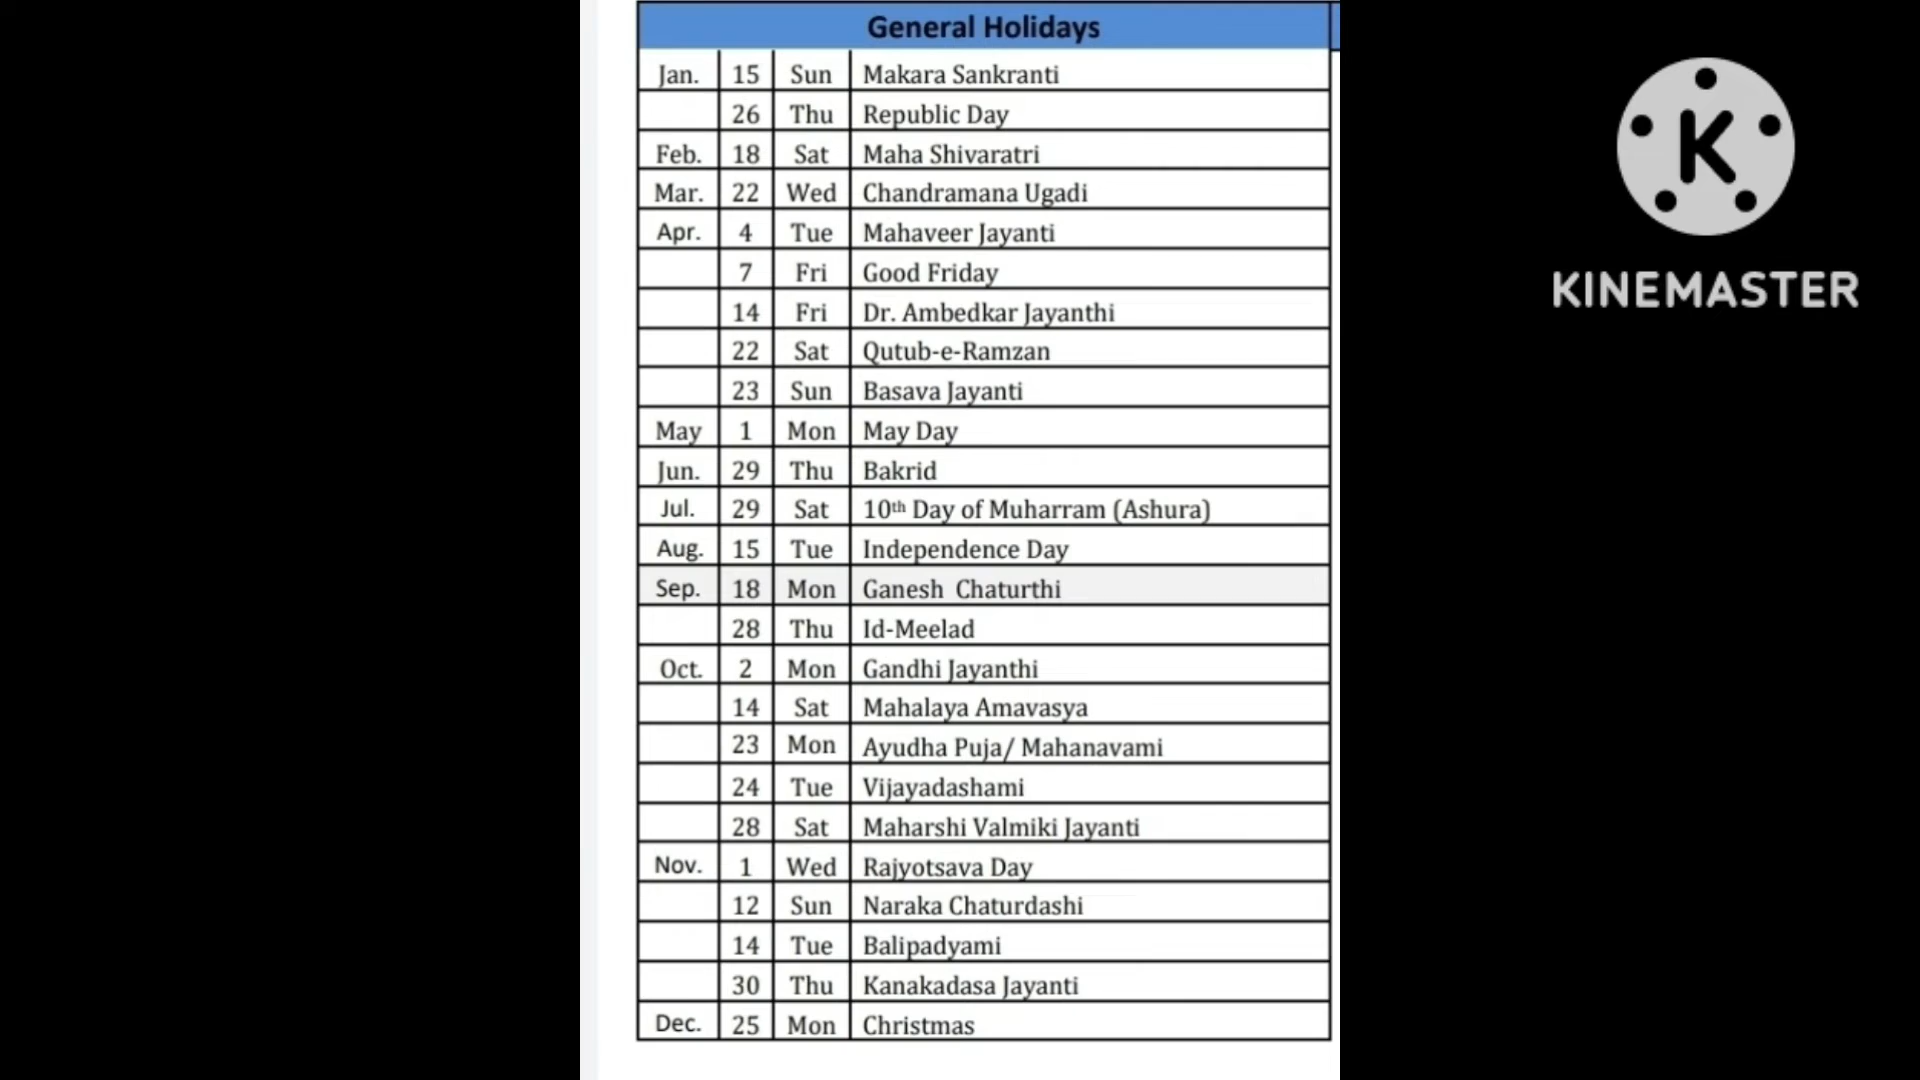 General Holidays
Jan. 15 Sun Makara Sankranti
26 Thu Republic Day
Feb. 18 Sat Maha Shivaratri
Mar. 22 Wed Chandramana Ugadi
Apr. 4 Tue Mahaveer Jayanti
7 Fri Good Friday
14 Fri Dr. Ambedkar Jayanthi
22 Sat Qutub-e-Ramzan
23 Sun Basava Jayanti
May 1 Mon May Day
Jun. 29 Thu Bakrid
Jul. 29 Sat 10th Day of Muharram (Ashura)
Aug. 15 Tue Independence Day
Sep. 18 Mon Ganesh Chaturthi
28 Thu Id-Meelad
Oct. 2 Mon Gandhi Jayanthi
14 Sat Mahalaya Amavasya
23 Mon Ayudha Puja/ Mahanavami
24 Tue Vijayadashami
28 Sat Maharshi Valmiki Jayanti
Nov. 1 Wed Rajyotsava Day
12 Sun Naraka Chaturdashi
14 Tue Balipadyami
30 Thu Kanakadasa Jayanti
Dec. 25 Mon Christmas
K
KINEMASTER